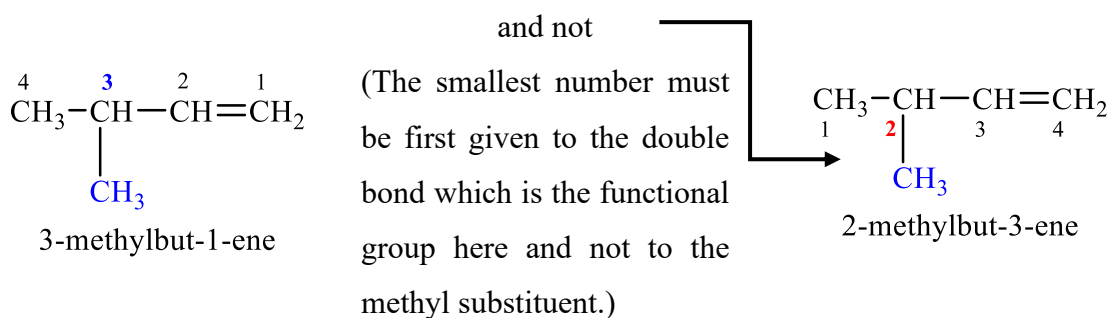 4 3 2 1
CH3–CH–CH=CH2
CH3
3-methylbut-1-ene
and not
(The smallest number must
be first given to the double
bond which is the functional
group here and not to the
methyl substituent.)
CH3–CH–CH=CH2
1 2 3 4
CH3
2-methylbut-3-ene